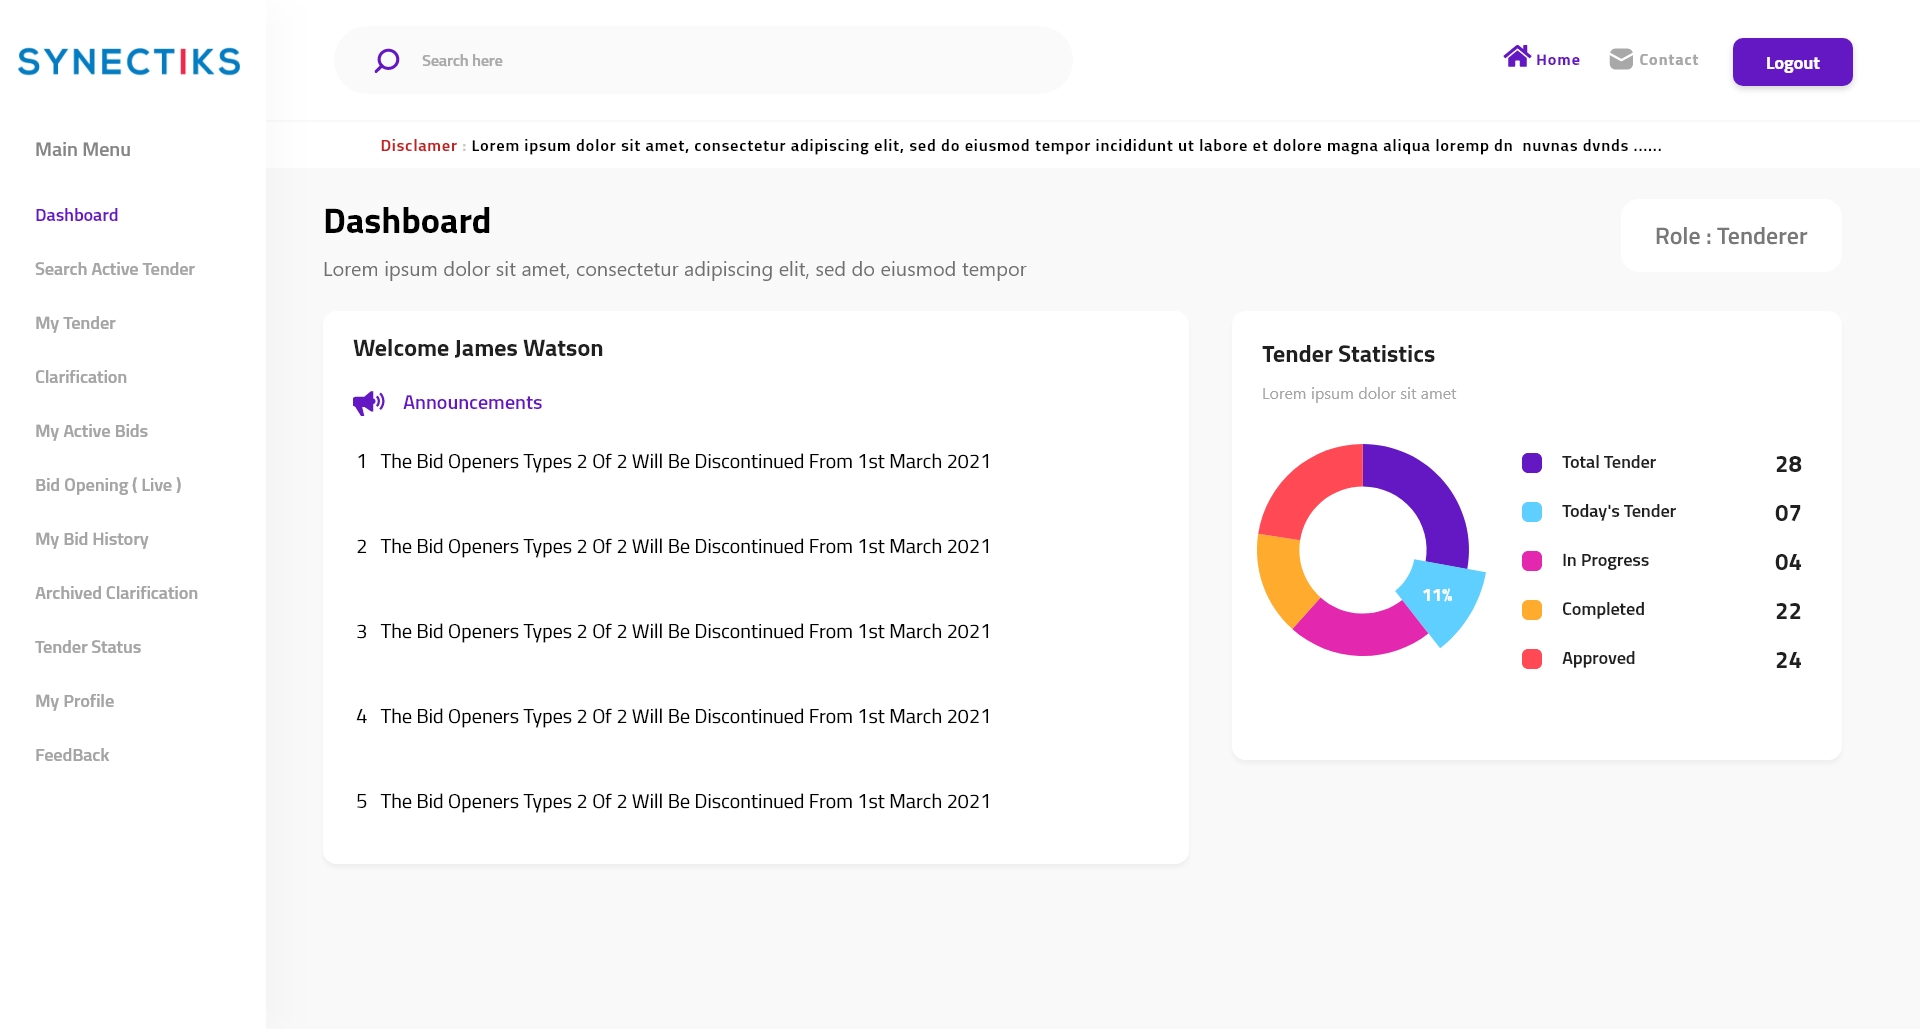 SYNECTIKS
Search here
Home
Contact
Logout
Main Menu
Dashboard
Search Active Tender
My Tender
Clarification
My Active Bids
Bid Opening ( Live )
My Bid History
Archived Clarification
Tender Status
My Profile
FeedBack
Disclamer : Lorem ipsum dolor sit amet, consectetur adipiscing elit, sed do eiusmod tempor incididunt ut labore et dolore magna aliqua loremp dn  nuvnas dvnds ......
Dashboard
Lorem ipsum dolor sit amet, consectetur adipiscing elit, sed do eiusmod tempor
Role : Tenderer
Welcome James Watson
Announcements
1 The Bid Openers Types 2 Of 2 Will Be Discontinued From 1st March 2021
2 The Bid Openers Types 2 Of 2 Will Be Discontinued From 1st March 2021
3 The Bid Openers Types 2 Of 2 Will Be Discontinued From 1st March 2021
4 The Bid Openers Types 2 Of 2 Will Be Discontinued From 1st March 2021
5 The Bid Openers Types 2 Of 2 Will Be Discontinued From 1st March 2021
Tender Statistics
Lorem ipsum dolor sit amet
11%
Total Tender 28
Today's Tender 07
In Progress 04
Completed 22
Approved 24